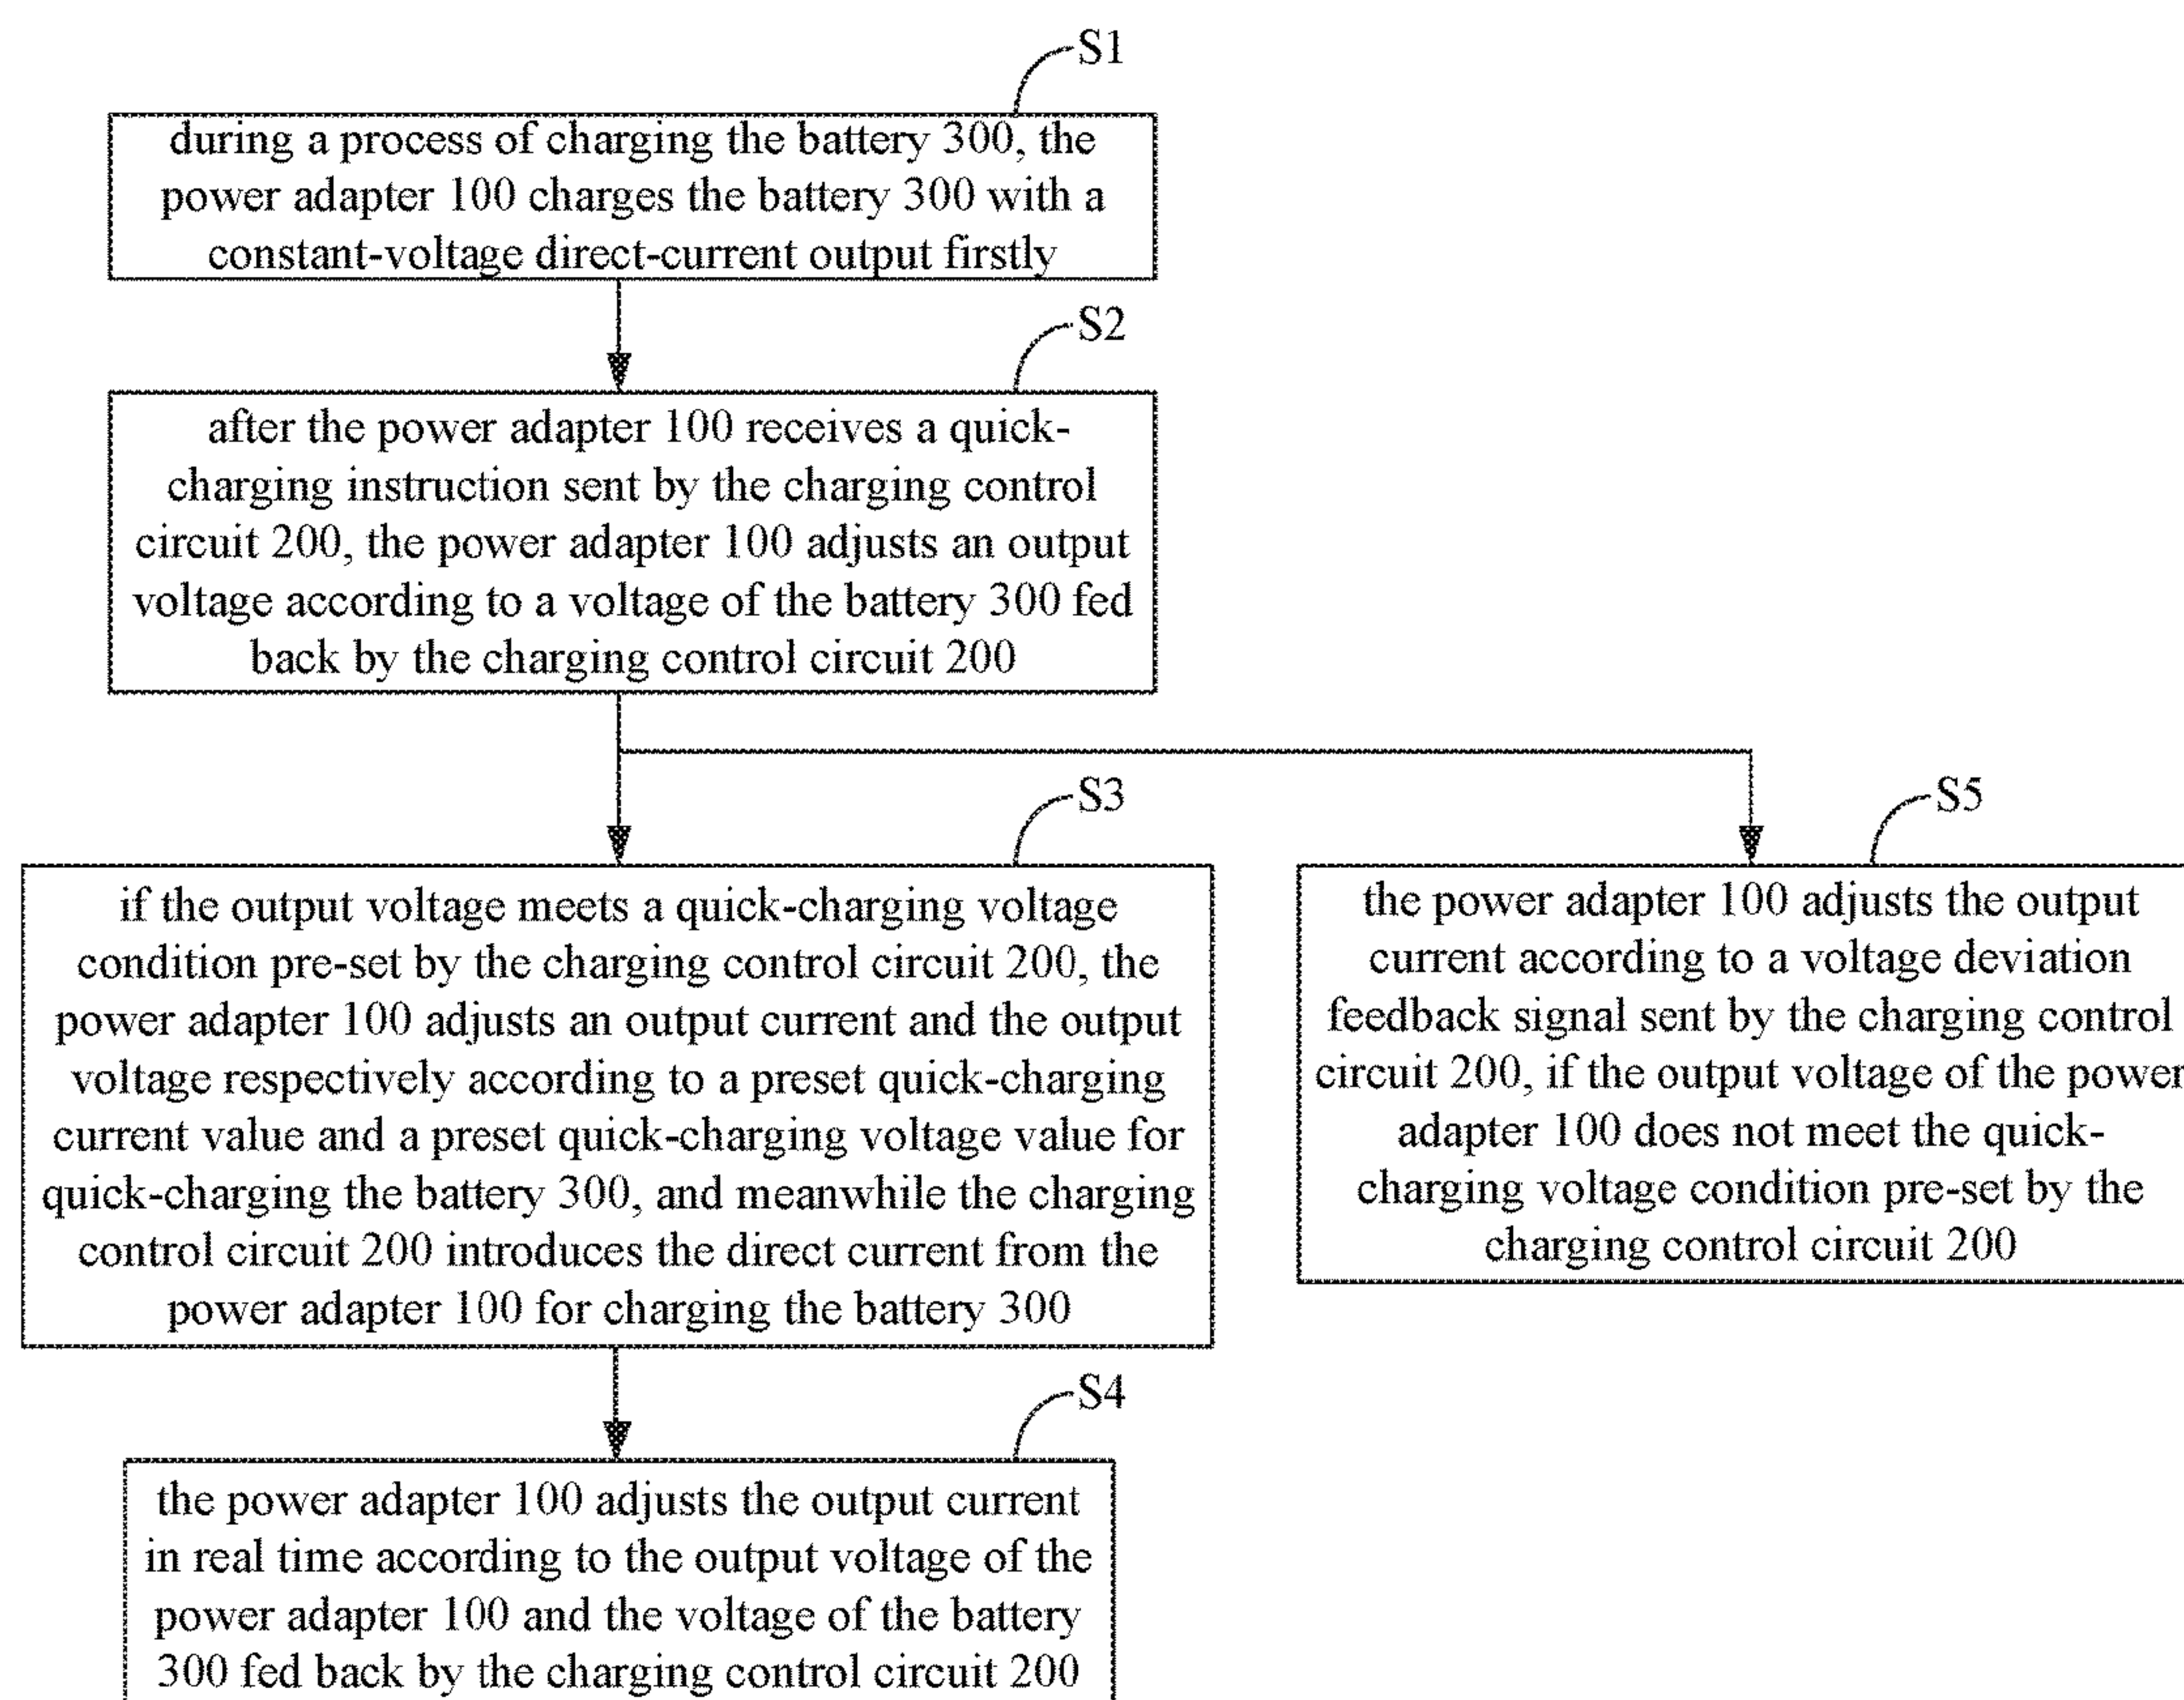 S1
during a process of charging the battery 300, the
power adapter 100 charges the battery 300 with a
constant-voltage direct-current output firstly
S2
after the power adapter 100 receives a quick-
charging instruction sent by the charging control
circuit 200, the power adapter 100 adjusts an output
voltage according to a voltage of the battery 300 fed
back by the charging control circuit 200
S3
if the output voltage meets a quick-charging voltage
condition pre-set by the charging control circuit 200, the
power adapter 100 adjusts an output current and the output
voltage respectively according to a preset quick-charging
current value and a preset quick-charging voltage value for
quick-charging the battery 300, and meanwhile the charging
control circuit 200 introduces the direct current from the
power adapter 100 for charging the battery 300
S5
the power adapter 100 adjusts the output
current according to a voltage deviation
feedback signal sent by the charging control
circuit 200, if the output voltage of the power
adapter 100 does not meet the quick-
charging voltage condition pre-set by the
charging control circuit 200
S4
the power adapter 100 adjusts the output current
in real time according to the output voltage of the
power adapter 100 and the voltage of the battery
300 fed back by the charging control circuit 200